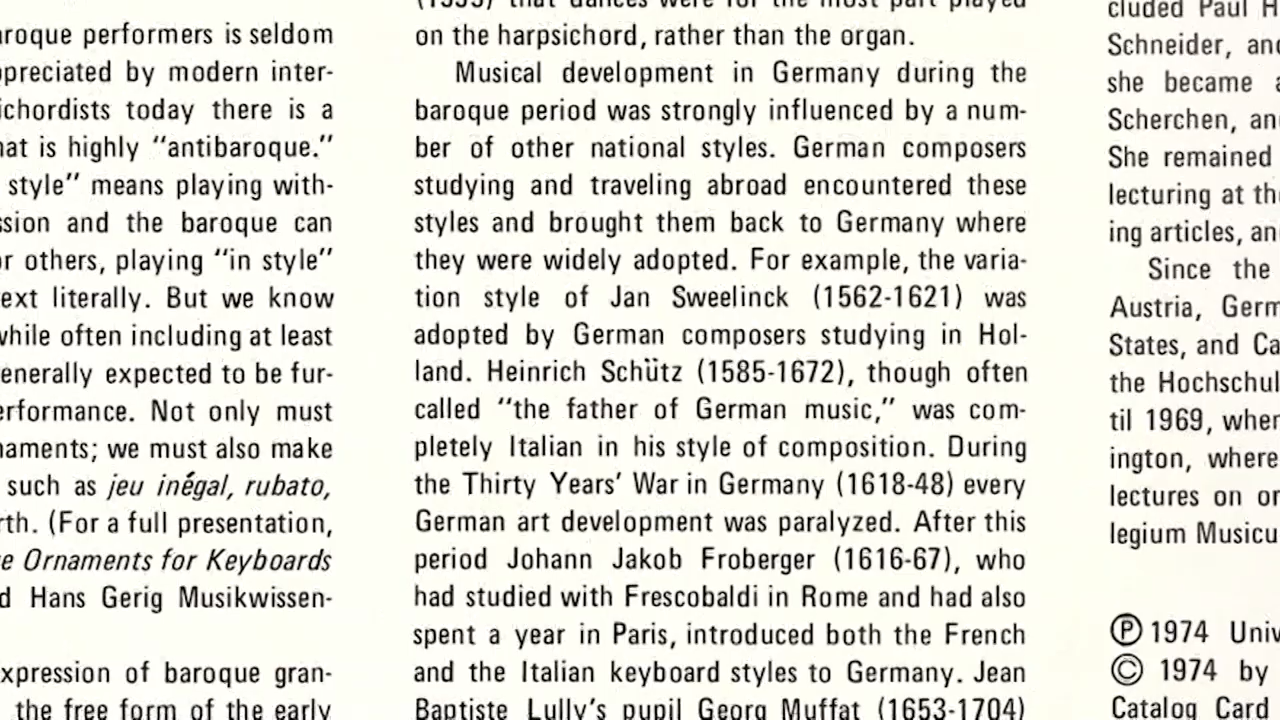 aroque performers is seldom
ppreciated by modern inter-
ichordists today there is a
hat is highly "antibaroque."
style" means playing with-
ssion and the baroque can
or others, playing "in style"
ext literally. But we know
while often including at least
enerally expected to be fur-
erformance. Not only must
naments; we must also make
such as jeu inégal, rubato,
rth. (For a full presentation,
e Ornaments for Keyboards
d Hans Gerig Musikwissen-
xpression of baroque gran-
the free form of the early
(1595) that dances were for the most part played
on the harpsichord, rather than the organ.
Musical development in Germany during the
baroque period was strongly influenced by a num-
ber of other national styles. German composers
studying and traveling abroad encountered these
styles and brought them back to Germany where
they were widely adopted. For example, the varia-
tion style of Jan Sweelinck (1562-1621) was
adopted by German composers studying in Hol-
land. Heinrich Schütz (1585-1672), though often
called "the father of German music," was com-
pletely Italian in his style of composition. During
the Thirty Years' War in Germany (1618-48) every
German art development was paralyzed. After this
period Johann Jakob Froberger (1616-67), who
had studied with Frescobaldi in Rome and had also
spent a year in Paris, introduced both the French
and the Italian keyboard styles to Germany. Jean
Baptiste Lully's pupil Georg Muffat (1653-1704)
cluded Paul H
Schneider, and
she became a
Scherchen, and
She remained
lecturing at the
ing articles, and
Since the
Austria, Germ
States, and Ca
the Hochschul
til 1969, when
ington, where
lectures on or
legium Musicu
Ⓟ 1974 Univ
© 1974 by
Catalog Card